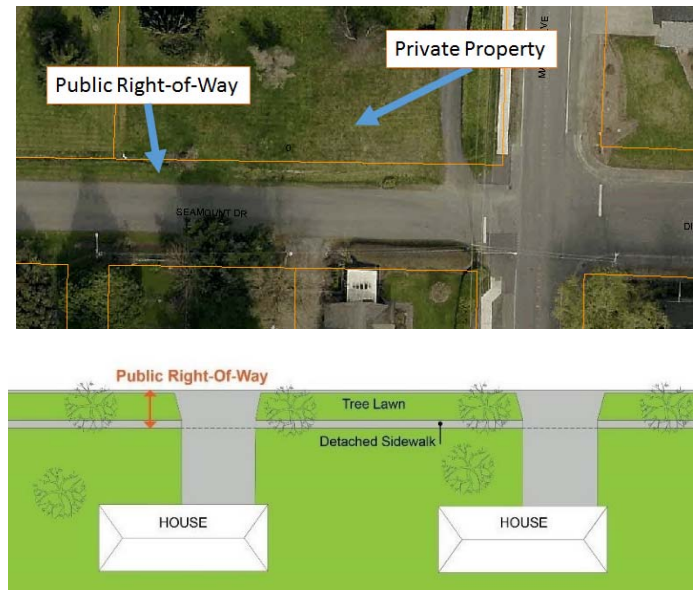 Private Property
Public Right-of-Way
SEAMOUNT DR
Public Right-Of-Way
Tree Lawn
Detached Sidewalk
HOUSE
HOUSE